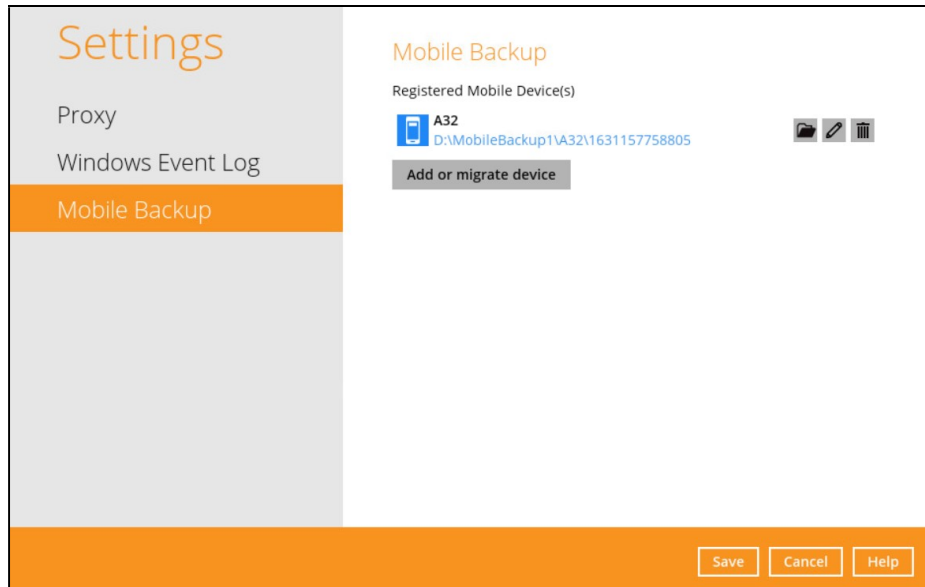 Settings
Proxy
Windows Event Log
Mobile Backup
Mobile Backup
Registered Mobile Device(s)
A32
D:\MobileBackup1\A32\1631157758805
Add or migrate device
Save
Cancel
Help